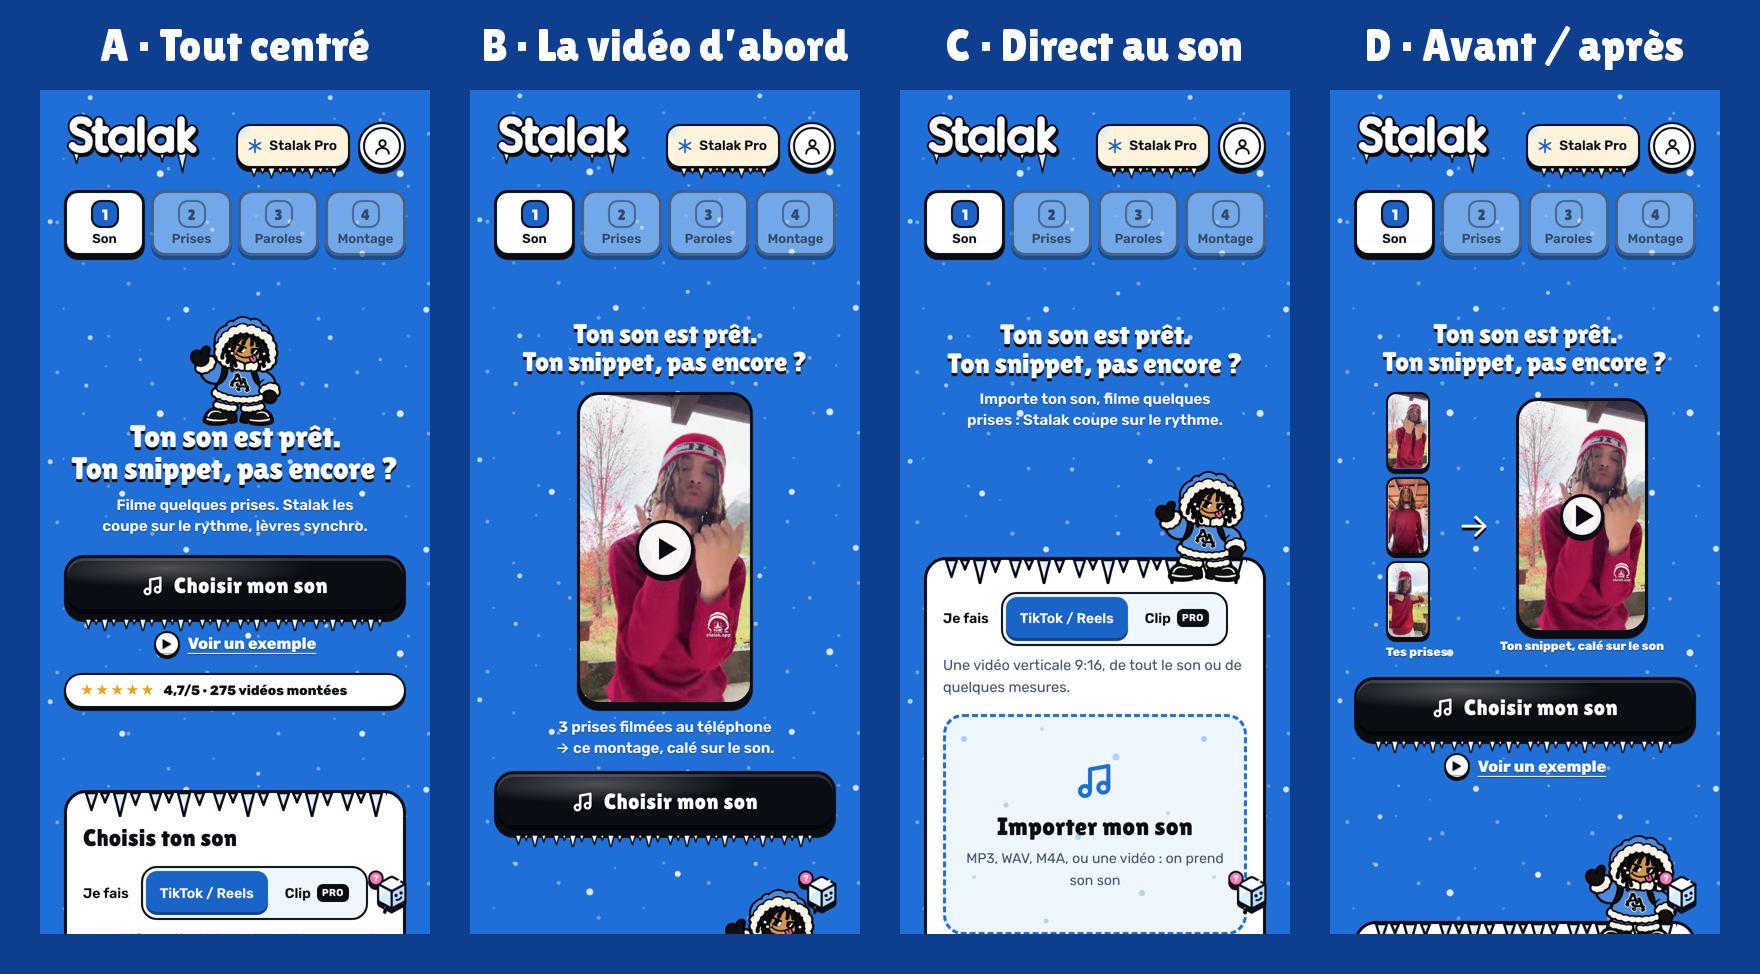 A · Tout centré
Stalak
Stalak Pro
1
Son
2
Prises
3
Paroles
4
Montage
AA
Ton son est prêt.
Ton snippet, pas encore ?
Filme quelques prises. Stalak les
coupe sur le rythme, lèvres synchro.
Choisir mon son
Voir un exemple
★★★★★ 4,7/5 · 275 vidéos montées
Choisis ton son
Je fais
TikTok / Reels
Clip PRO
?
B · La vidéo d'abord
Stalak
Stalak Pro
1
Son
2
Prises
3
Paroles
4
Montage
Ton son est prêt.
Ton snippet, pas encore ?
stalak.app
3 prises filmées au téléphone
→ ce montage, calé sur le son.
Choisir mon son
?
C · Direct au son
Stalak
Stalak Pro
1
Son
2
Prises
3
Paroles
4
Montage
Ton son est prêt.
Ton snippet, pas encore ?
Importe ton son, filme quelques
prises : Stalak coupe sur le rythme.
AA
Je fais
TikTok / Reels
Clip PRO
Une vidéo verticale 9:16, de tout le son ou de
quelques mesures.
Importer mon son
MP3, WAV, M4A, ou une vidéo : on prend
son son
?
D · Avant / après
Stalak
Stalak Pro
1
Son
2
Prises
3
Paroles
4
Montage
Ton son est prêt.
Ton snippet, pas encore ?
→
stalak.app
Tes prises
Ton snippet, calé sur le son
Choisir mon son
Voir un exemple
AA
?